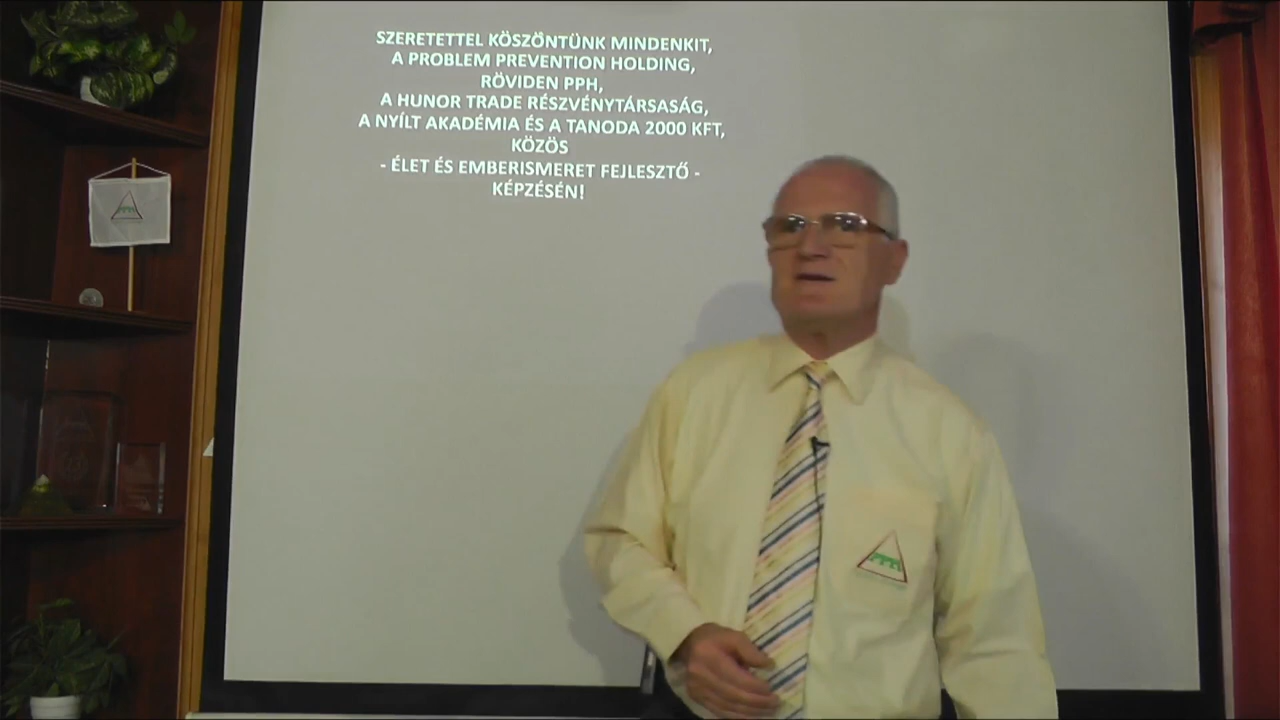 SZERETETTEL KÖSZÖNTÜNK MINDENKIT,
A PROBLEM PREVENTION HOLDING,
RÖVIDEN PPH,
A HUNOR TRADE RÉSZVÉNYTÁRSASÁG,
A NYÍLT AKADÉMIA ÉS A TANODA 2000 KFT,
KÖZÖS
- ÉLET ÉS EMBERISMERET FEJLESZTŐ -
KÉPZÉSÉN!